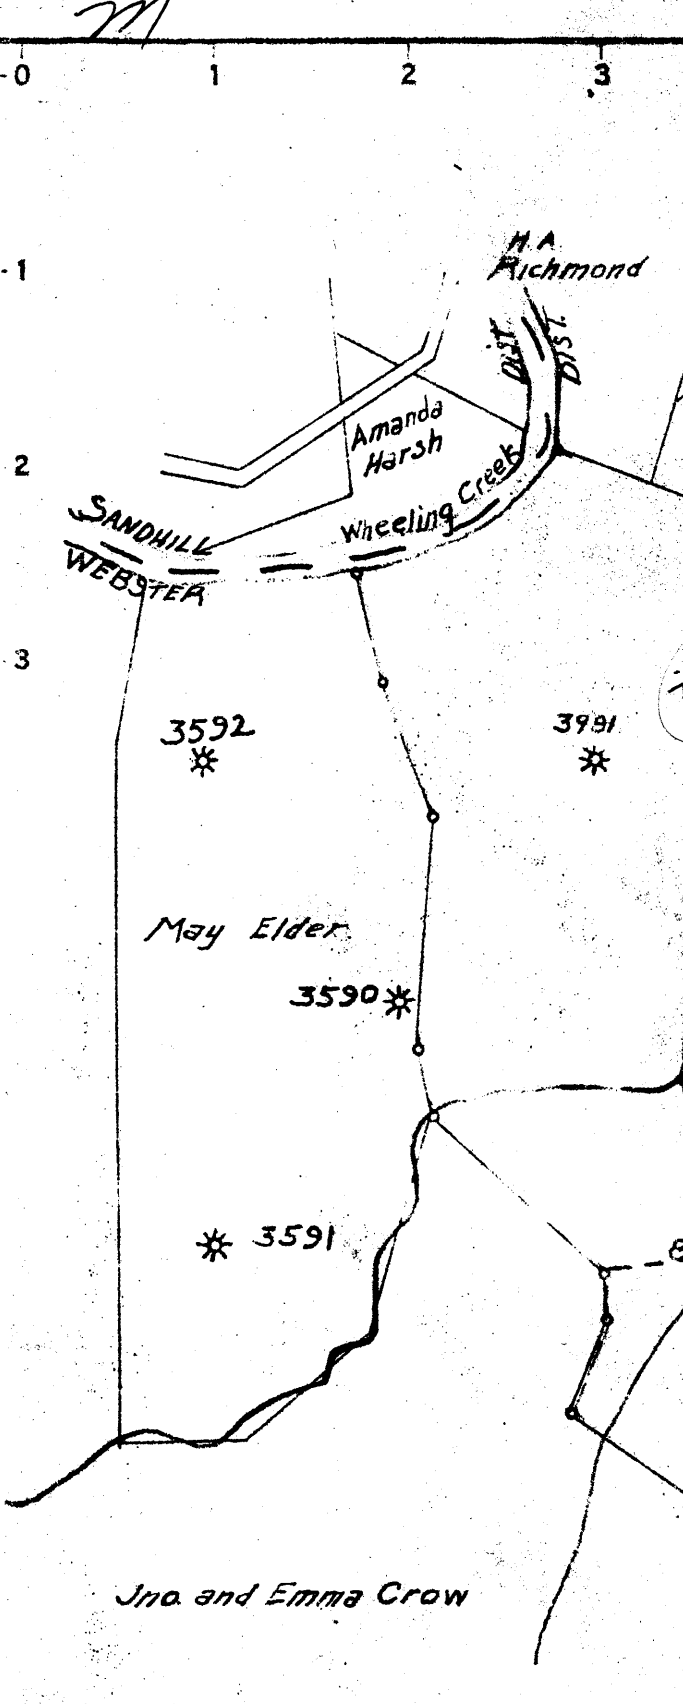 0 1 2 3
1
H A
Richmond
Dist.
DIST.
Amanda
Harsh
2
Wheeling Creek
SANDHILL
WEBSTER
3
3592
3991
May Elder
3590
3591
Jno. and Emma Crow